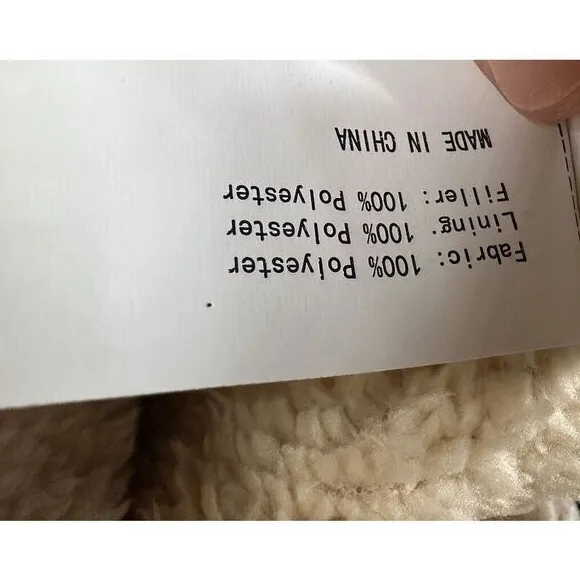 Fabric: 100% Polyester
Lining: 100% Polyester
Filler: 100% Polyester
MADE IN CHINA